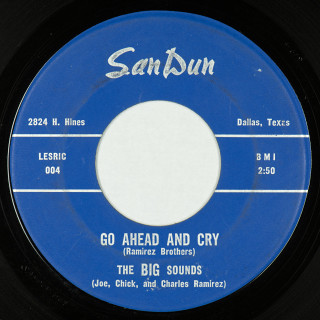 SanDun
2824 H. Hines
Dallas, Texas
LESRIC
004
BMI
2:50
GO AHEAD AND CRY
(Ramirez Brothers)
THE BIG SOUNDS
(Joe, Chick, and Charles Ramirez)